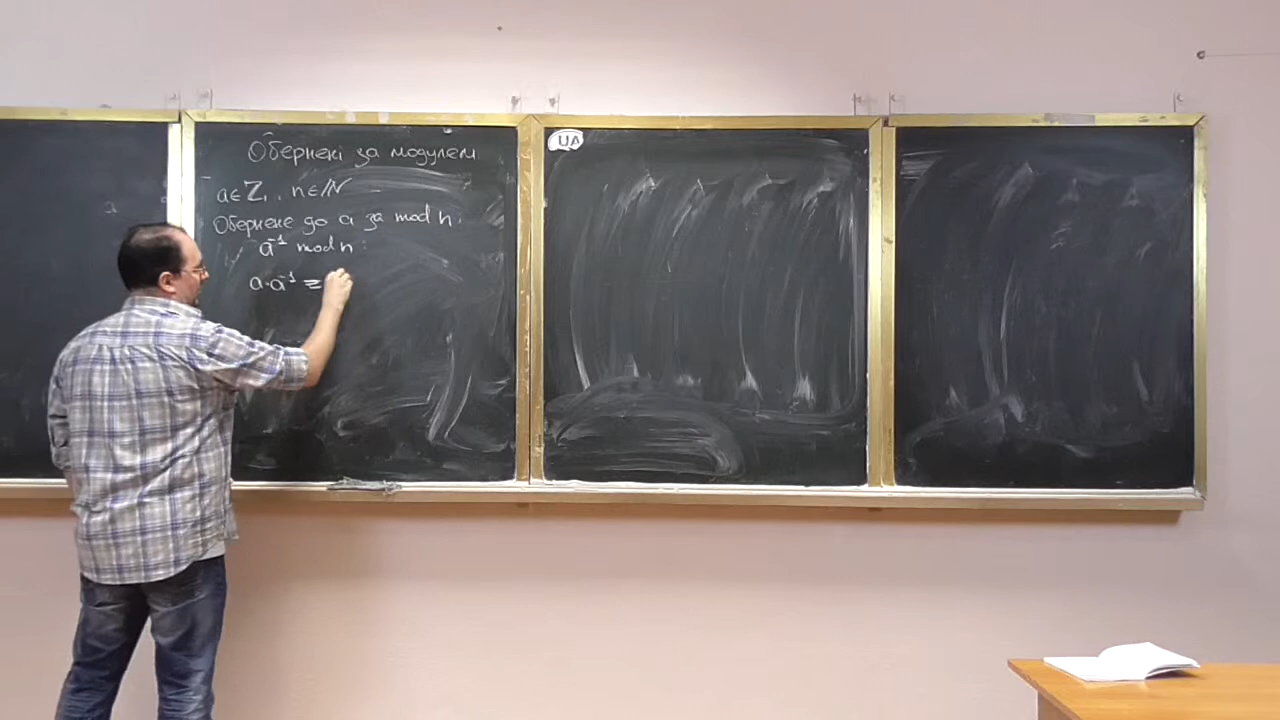 Обернені за модулем
a ∈ ℤ, n ∈ ℕ
Обернене до a за mod n:
a⁻¹ mod n:
a·a⁻¹ ≡
UA